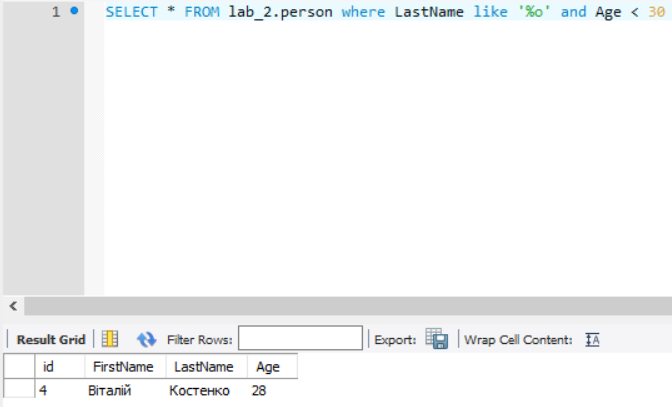 1 SELECT * FROM lab_2.person where LastName like '%о' and Age < 30
Result Grid Filter Rows: Export: Wrap Cell Content: IA
id FirstName LastName Age
4 Віталій Костенко 28